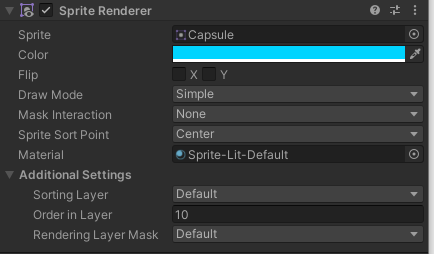 Sprite Renderer
Sprite Capsule
Color
Flip X Y
Draw Mode Simple
Mask Interaction None
Sprite Sort Point Center
Material Sprite-Lit-Default
Additional Settings
Sorting Layer Default
Order in Layer 10
Rendering Layer Mask Default